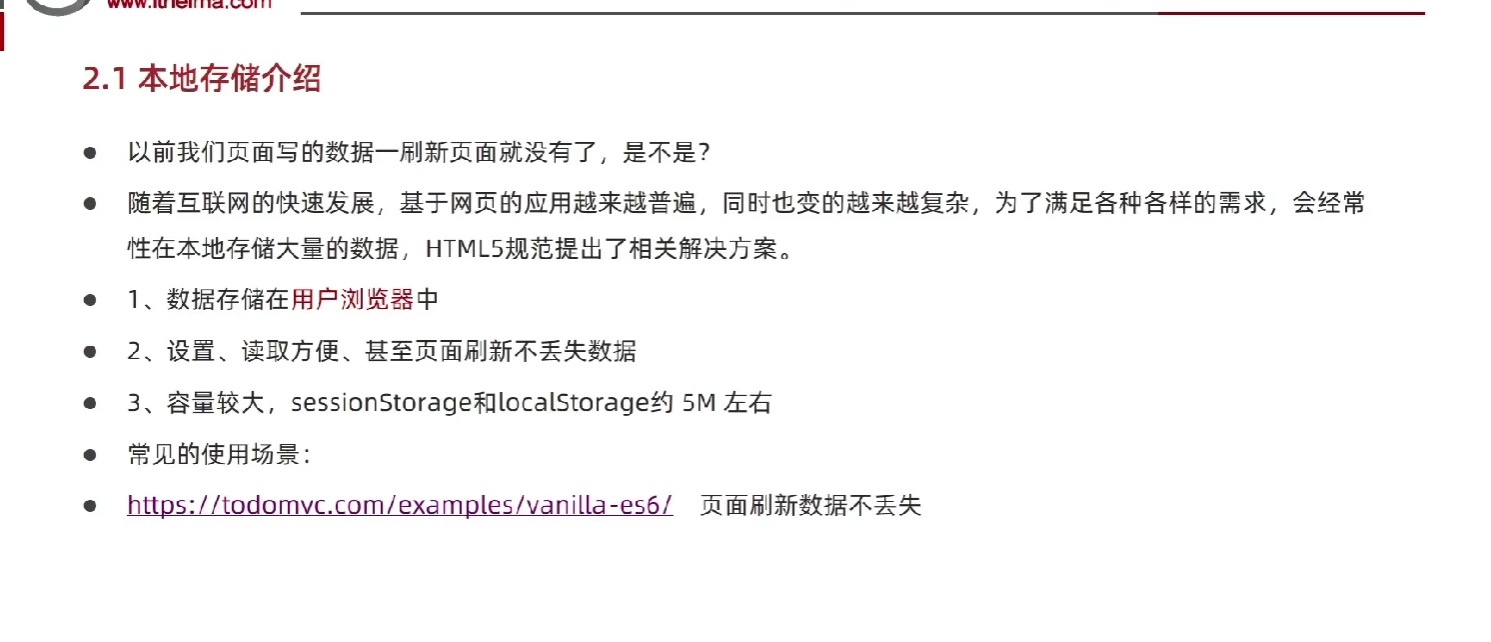 www.itheima.com
2.1 本地存储介绍
● 以前我们页面写的数据一刷新页面就没有了，是不是？
● 随着互联网的快速发展，基于网页的应用越来越普遍，同时也变的越来越复杂，为了满足各种各样的需求，会经常
性在本地存储大量的数据，HTML5规范提出了相关解决方案。
● 1、数据存储在用户浏览器中
● 2、设置、读取方便、甚至页面刷新不丢失数据
● 3、容量较大，sessionStorage和localStorage约 5M 左右
● 常见的使用场景：
● https://todomvc.com/examples/vanilla-es6/ 页面刷新数据不丢失